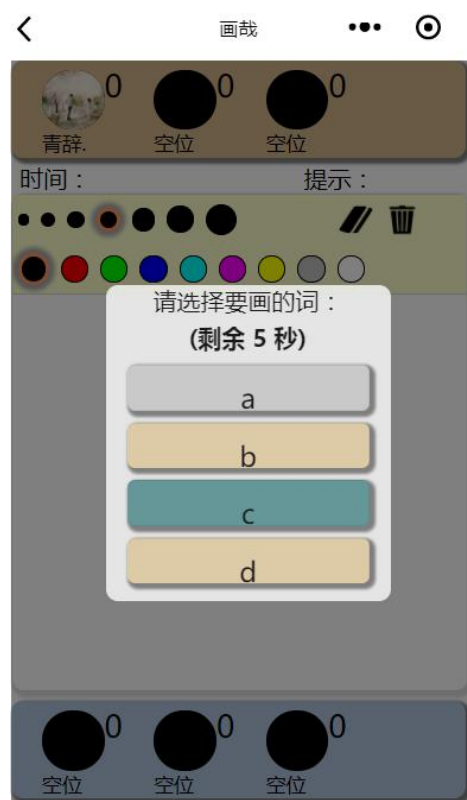 画哉
0 0 0
青辞. 空位 空位
时间： 提示：
请选择要画的词：
(剩余 5 秒)
a
b
c
d
0 0 0
空位 空位 空位